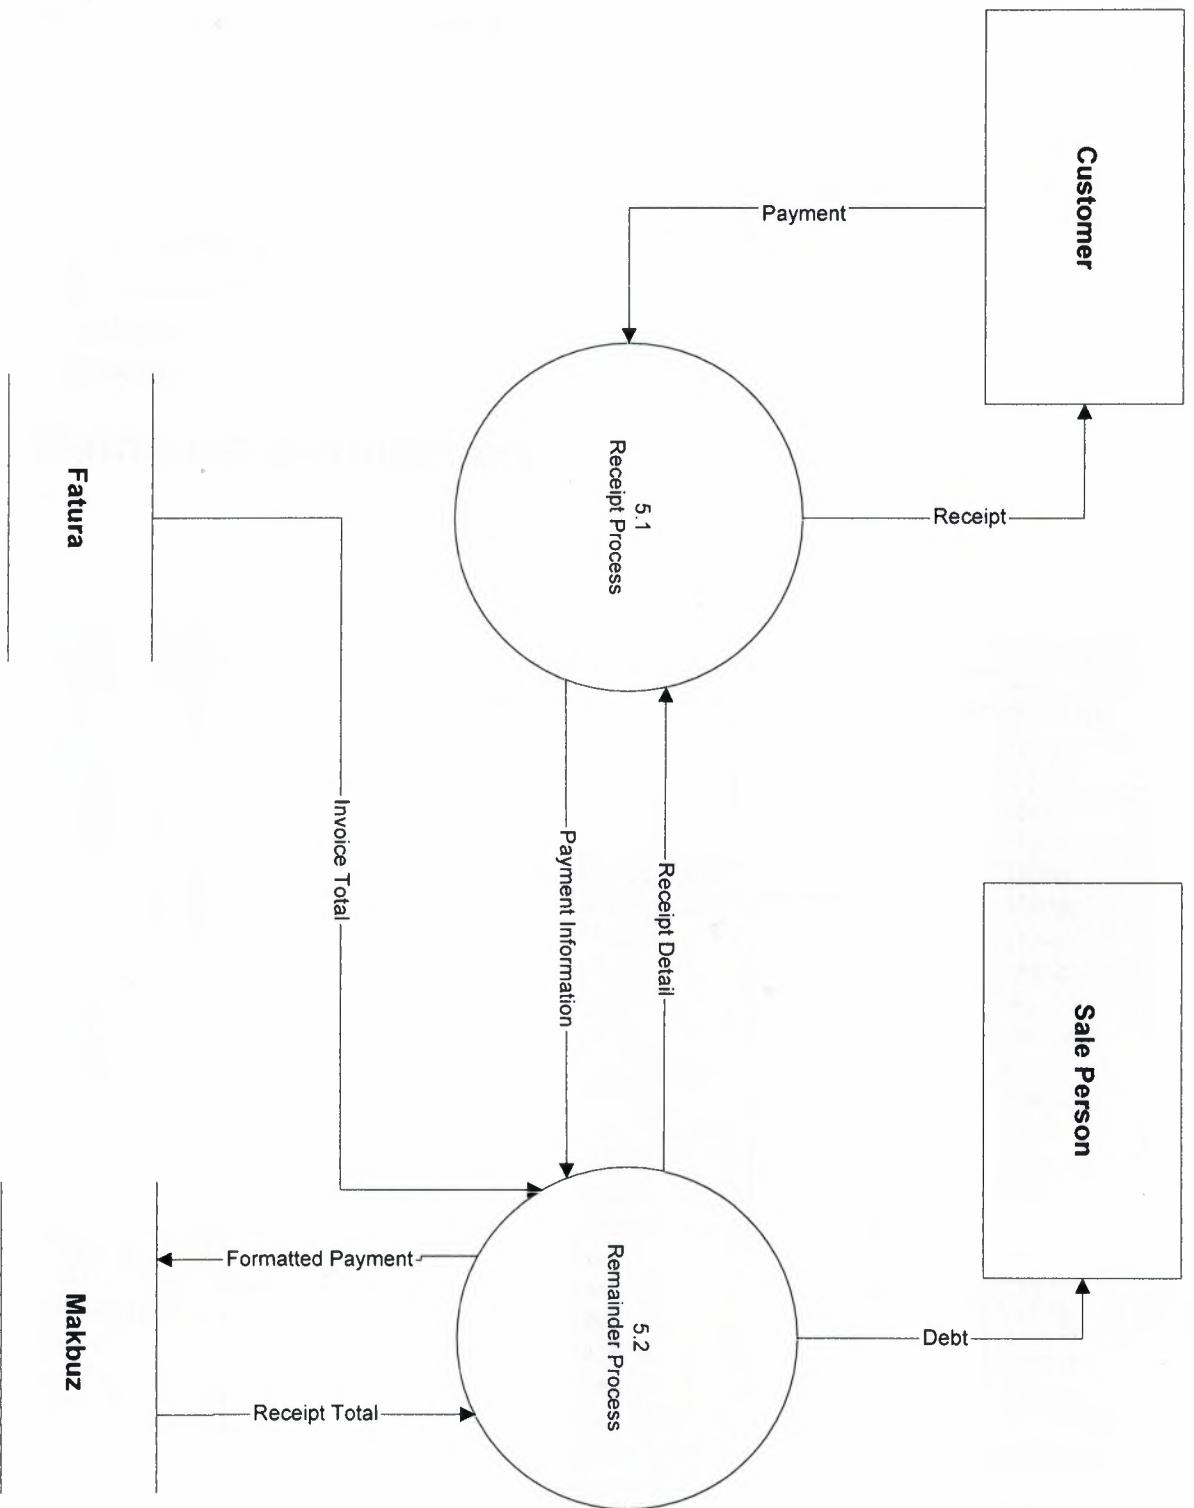 Customer
Sale Person
Payment
Receipt
5.1
Receipt Process
Receipt Detail
Payment Information
Debt
5.2
Remainder Process
Invoice Total
Formatted Payment
Receipt Total
Fatura
Makbuz